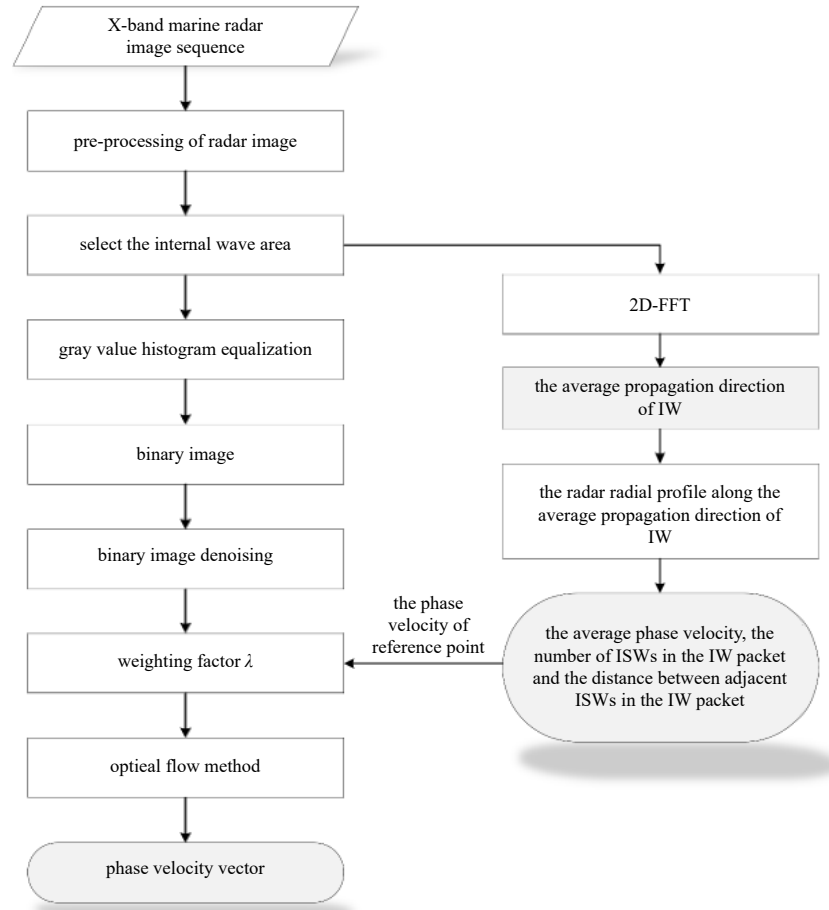 X-band marine radar
image sequence
pre-processing of radar image
select the internal wave area
gray value histogram equalization
binary image
binary image denoising
weighting factor λ
optieal flow method
phase velocity vector
2D-FFT
the average propagation direction
of IW
the radar radial profile along the
average propagation direction of
IW
the average phase velocity, the
number of ISWs in the IW packet
and the distance between adjacent
ISWs in the IW packet
the phase
velocity of
reference point